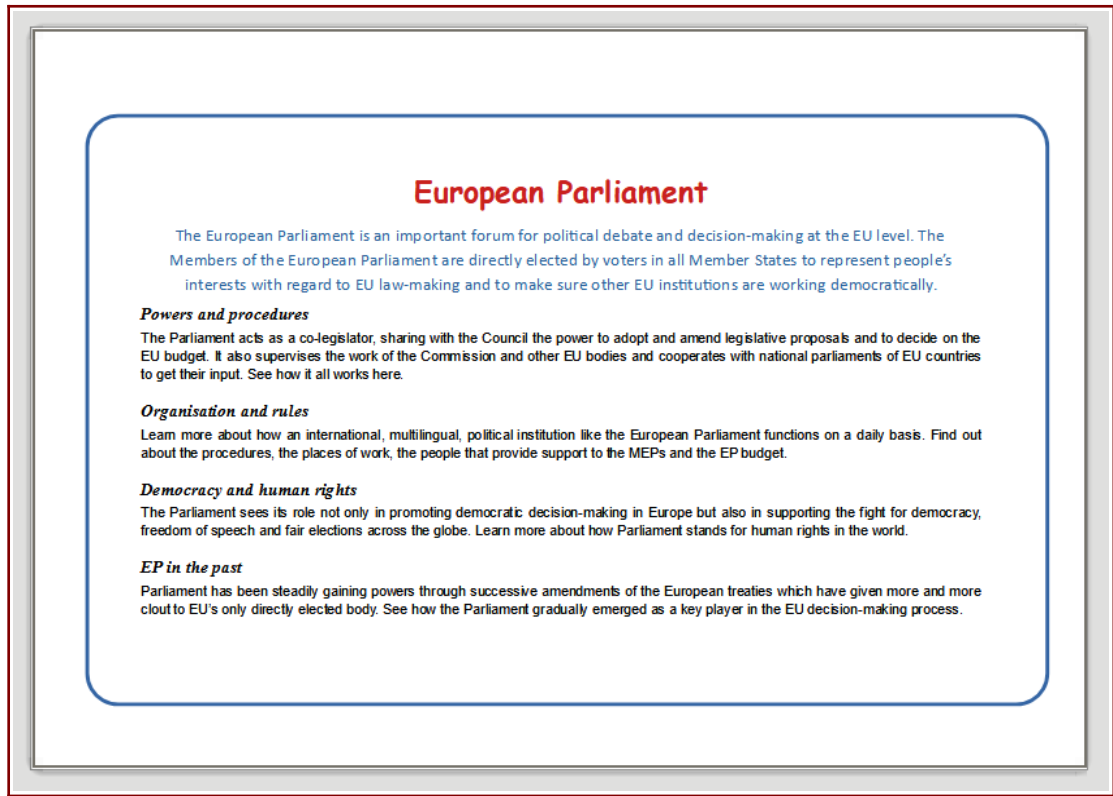 European Parliament
The European Parliament is an important forum for political debate and decision-making at the EU level. The
Members of the European Parliament are directly elected by voters in all Member States to represent people’s
interests with regard to EU law-making and to make sure other EU institutions are working democratically.
Powers and procedures
The Parliament acts as a co-legislator, sharing with the Council the power to adopt and amend legislative proposals and to decide on the
EU budget. It also supervises the work of the Commission and other EU bodies and cooperates with national parliaments of EU countries
to get their input. See how it all works here.
Organisation and rules
Learn more about how an international, multilingual, political institution like the European Parliament functions on a daily basis. Find out
about the procedures, the places of work, the people that provide support to the MEPs and the EP budget.
Democracy and human rights
The Parliament sees its role not only in promoting democratic decision-making in Europe but also in supporting the fight for democracy,
freedom of speech and fair elections across the globe. Learn more about how Parliament stands for human rights in the world.
EP in the past
Parliament has been steadily gaining powers through successive amendments of the European treaties which have given more and more
clout to EU’s only directly elected body. See how the Parliament gradually emerged as a key player in the EU decision-making process.